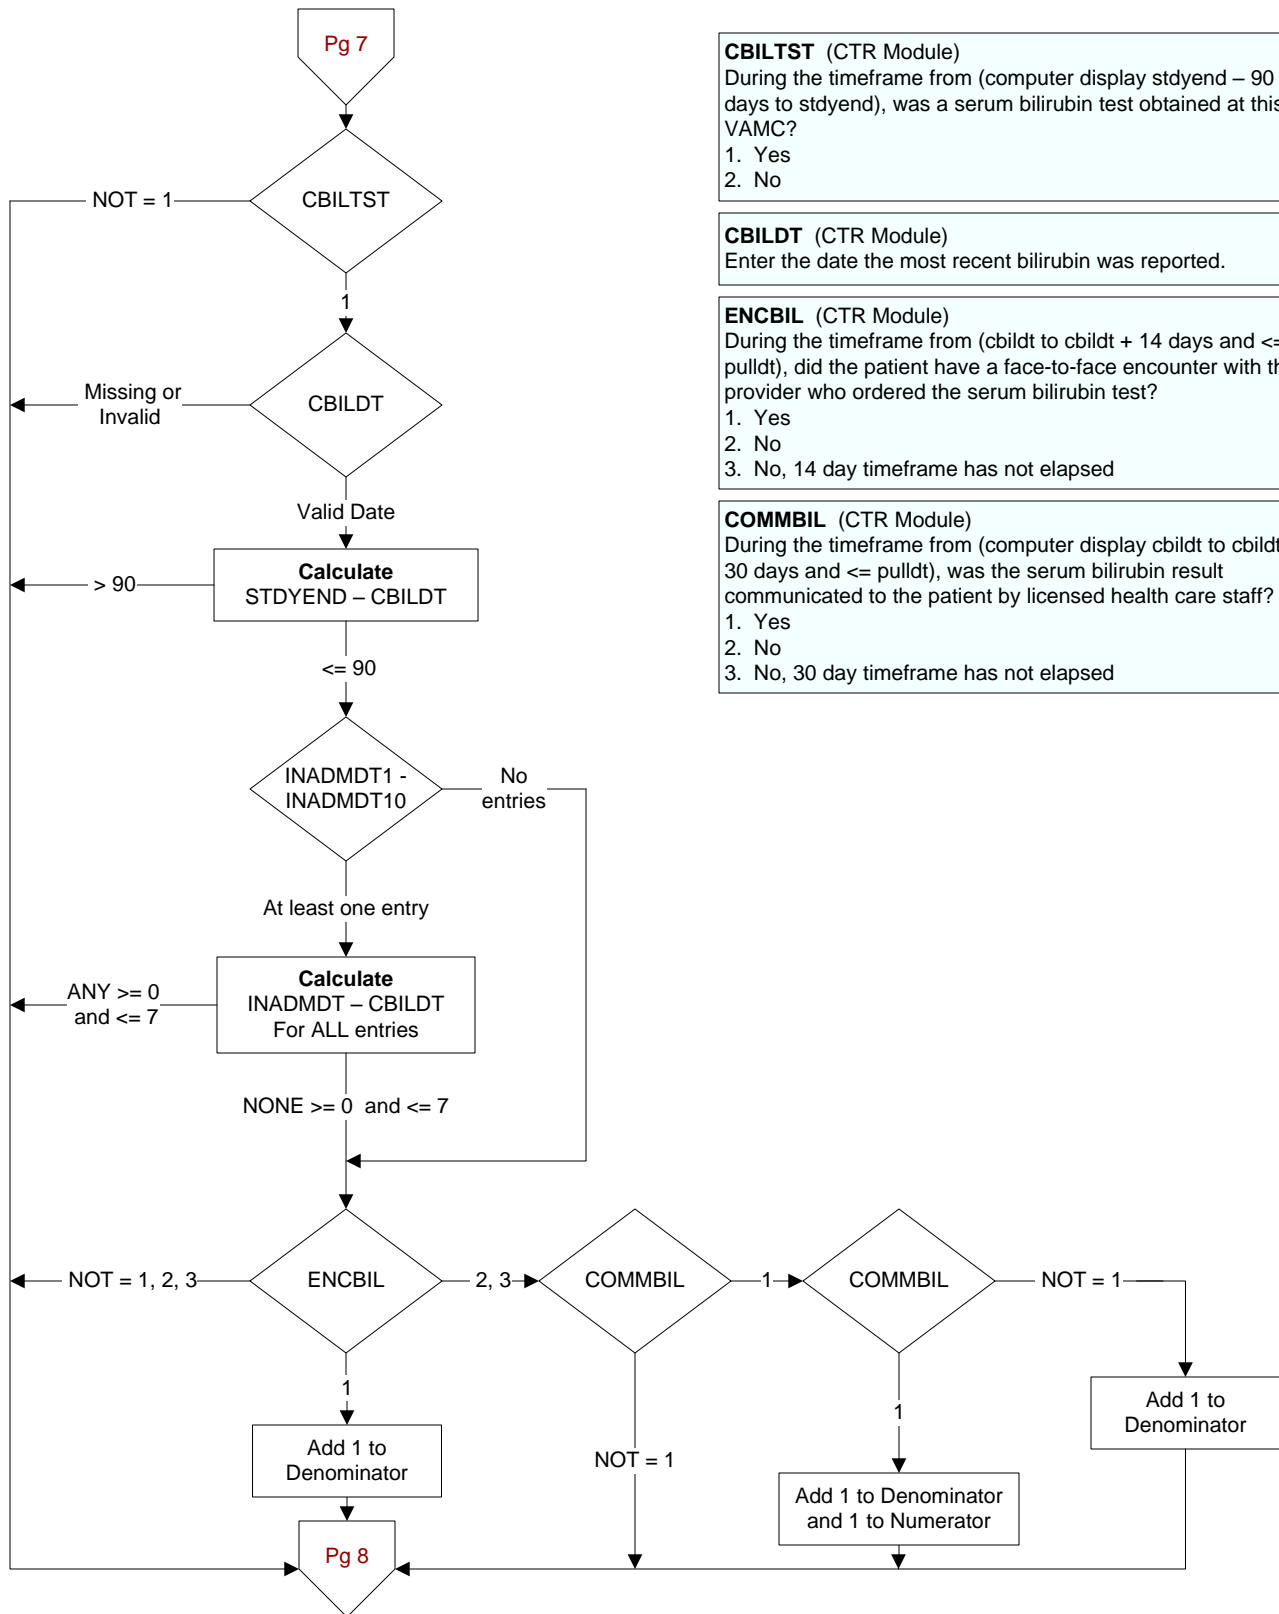 Pg 7
CBILTST (CTR Module)
During the timeframe from (computer display stdyend – 90
days to stdyend), was a serum bilirubin test obtained at this
VAMC?
1. Yes
2. No
CBILDT (CTR Module)
Enter the date the most recent bilirubin was reported.
ENCBIL (CTR Module)
During the timeframe from (cbildt to cbildt + 14 days and <=
pulldt), did the patient have a face-to-face encounter with
provider who ordered the serum bilirubin test?
1. Yes
2. No
3. No, 14 day timeframe has not elapsed
COMMBIL (CTR Module)
During the timeframe from (computer display cbildt to cbildt
30 days and <= pulldt), was the serum bilirubin result
communicated to the patient by licensed health care staff?
1. Yes
2. No
3. No, 30 day timeframe has not elapsed
CBILTST
NOT = 1
1
CBILDT
Missing or
Invalid
Valid Date
Calculate
STDYEND – CBILDT
> 90
<= 90
INADMDT1 -
INADMDT10
No
entries
At least one entry
Calculate
INADMDT – CBILDT
For ALL entries
ANY >= 0
and <= 7
NONE >= 0 and <= 7
NOT = 1, 2, 3
ENCBIL
2, 3
COMMBIL
1
COMMBIL
NOT = 1
1
Add 1 to
Denominator
NOT = 1
1
Add 1 to Denominator
and 1 to Numerator
Add 1 to
Denominator
Pg 8